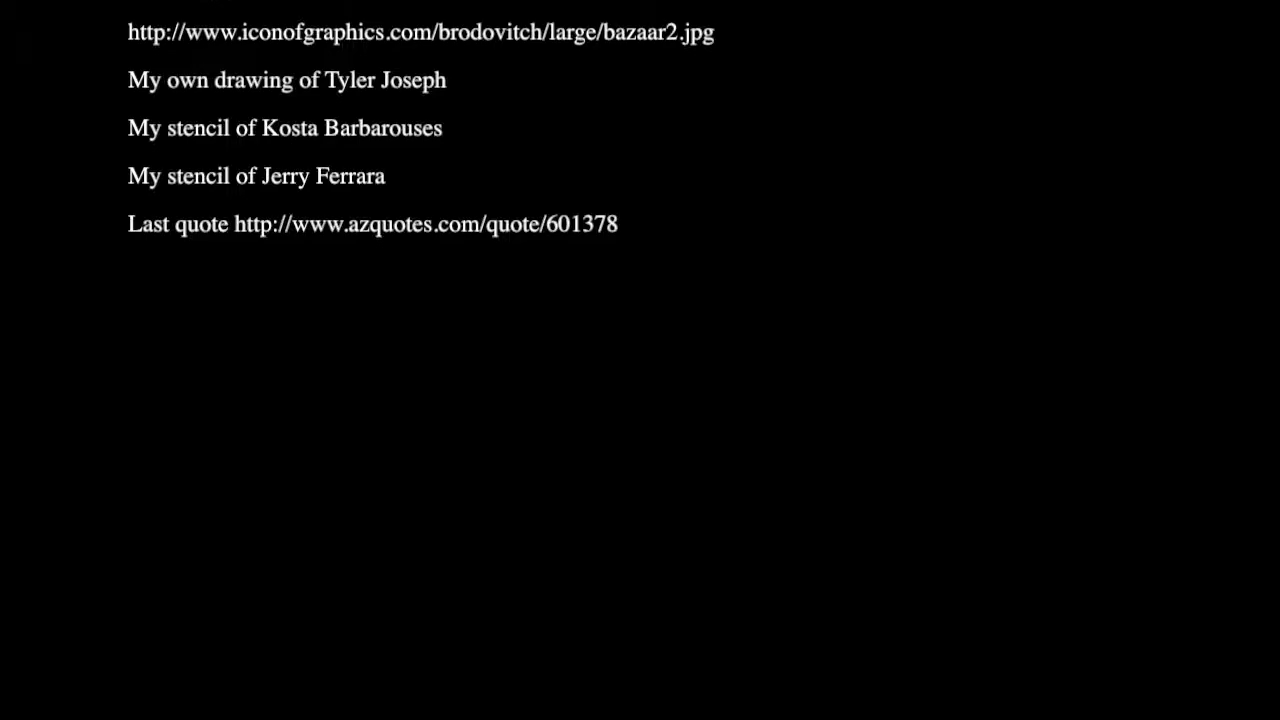 http://www.iconofgraphics.com/brodovitch/large/bazaar2.jpg
My own drawing of Tyler Joseph
My stencil of Kosta Barbarouses
My stencil of Jerry Ferrara
Last quote http://www.azquotes.com/quote/601378